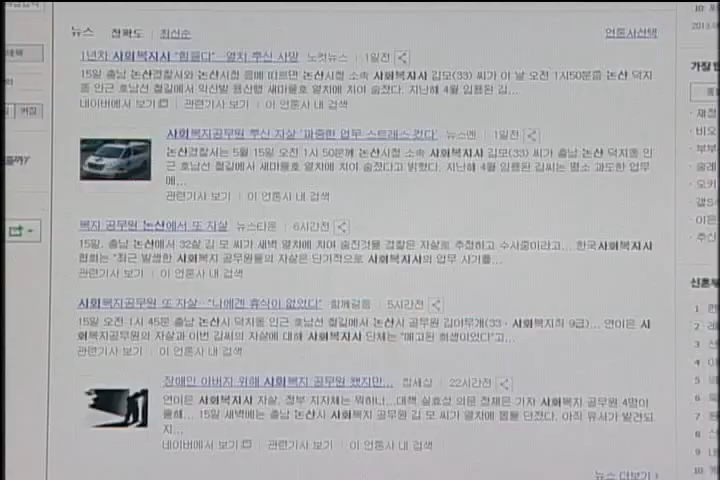 뉴스 정확도 | 최신순 언론사선택
1년차 사회복지사 "힘들다"…열차 투신 사망 노컷뉴스 | 1일전
15일 충남 논산경찰서와 논산시청 등에 따르면 논산시청 소속 사회복지사 김모(33) 씨가 이 날 오전 1시50분쯤 논산 덕지
동 인근 호남선 철길에서 익산발 용산행 새마을호 열차에 치여 숨졌다. 지난해 4월 임용된 김...
네이버에서 보기 | 관련기사 보기 | 이 언론사 내 검색
사회복지공무원 투신 자살 '과중한 업무 스트레스 컸다' 뉴스엔 | 1일전
논산경찰서는 5월 15일 오전 1시 50분께 논산시청 소속 사회복지사 김모(33) 씨가 충남 논산 덕지동 인
근 호남선 철길에서 새마을호 열차에 치여 숨졌다고 밝혔다. 지난해 4월 임용된 김씨는 평소 과도한 업무
에...
관련기사 보기 | 이 언론사 내 검색
복지 공무원 논산에서 또 자살 뉴스타운 | 6시간전
15일, 충남 논산에서 32살 김 모 씨가 새벽 열차에 치여 숨진것을 경찰은 자살로 추정하고 수사중이라고... 한국사회복지사
협회는 "최근 발생한 사회복지 공무원들의 자살은 단기적으로 사회복지사의 업무 사기를...
관련기사 보기 | 이 언론사 내 검색
사회복지공무원 또 자살…"나에겐 휴식이 없었다" 함께걸음 | 5시간전
15일 오전 1시 45분 충남 논산시 덕지동 인근 호남선 철길에서 논산시 공무원 김아무개(33·사회복지직 9급)... 연이은 사
회복지공무원의 자살과 이번 김씨의 자살에 대해 사회복지사 단체는 "예고된 희생이었다"고...
관련기사 보기 | 이 언론사 내 검색
장애인 아버지 위해 사회복지 공무원 됐지만... 참세상 | 22시간전
연이은 사회복지사 자살, 정부 지자체는 뭐하나...대책 실효성 의문 정재은 기자 사회복지 공무원 4명이
올해... 15일 새벽에는 충남 논산시 사회복지 공무원 김 모 씨가 열차에 몸을 던졌다. 아직 유서가 발견되
지...
네이버에서 보기 | 관련기사 보기 | 이 언론사 내 검색
뉴스 더보기